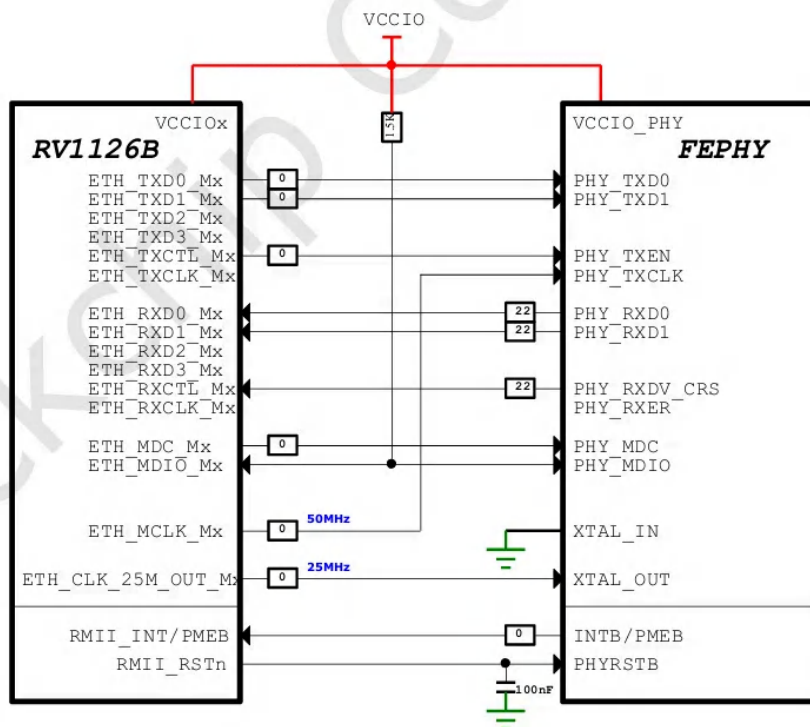 VCCIO
VCCIOx
RV1126B
VCCIO_PHY
FEPHY
1.5K
ETH_TXD0_Mx 0 PHY_TXD0
ETH_TXD1_Mx 0 PHY_TXD1
ETH_TXD2_Mx
ETH_TXD3_Mx
ETH_TXCTL_Mx 0 PHY_TXEN
ETH_TXCLK_Mx PHY_TXCLK
ETH_RXD0_Mx 22 PHY_RXD0
ETH_RXD1_Mx 22 PHY_RXD1
ETH_RXD2_Mx
ETH_RXD3_Mx
ETH_RXCTL_Mx 22 PHY_RXDV_CRS
ETH_RXCLK_Mx PHY_RXER
ETH_MDC_Mx 0 PHY_MDC
ETH_MDIO_Mx PHY_MDIO
ETH_MCLK_Mx 0 50MHz XTAL_IN
ETH_CLK_25M_OUT_Mx 0 25MHz XTAL_OUT
RMII_INT/PMEB 0 INTB/PMEB
RMII_RSTn PHYRSTB
100nF